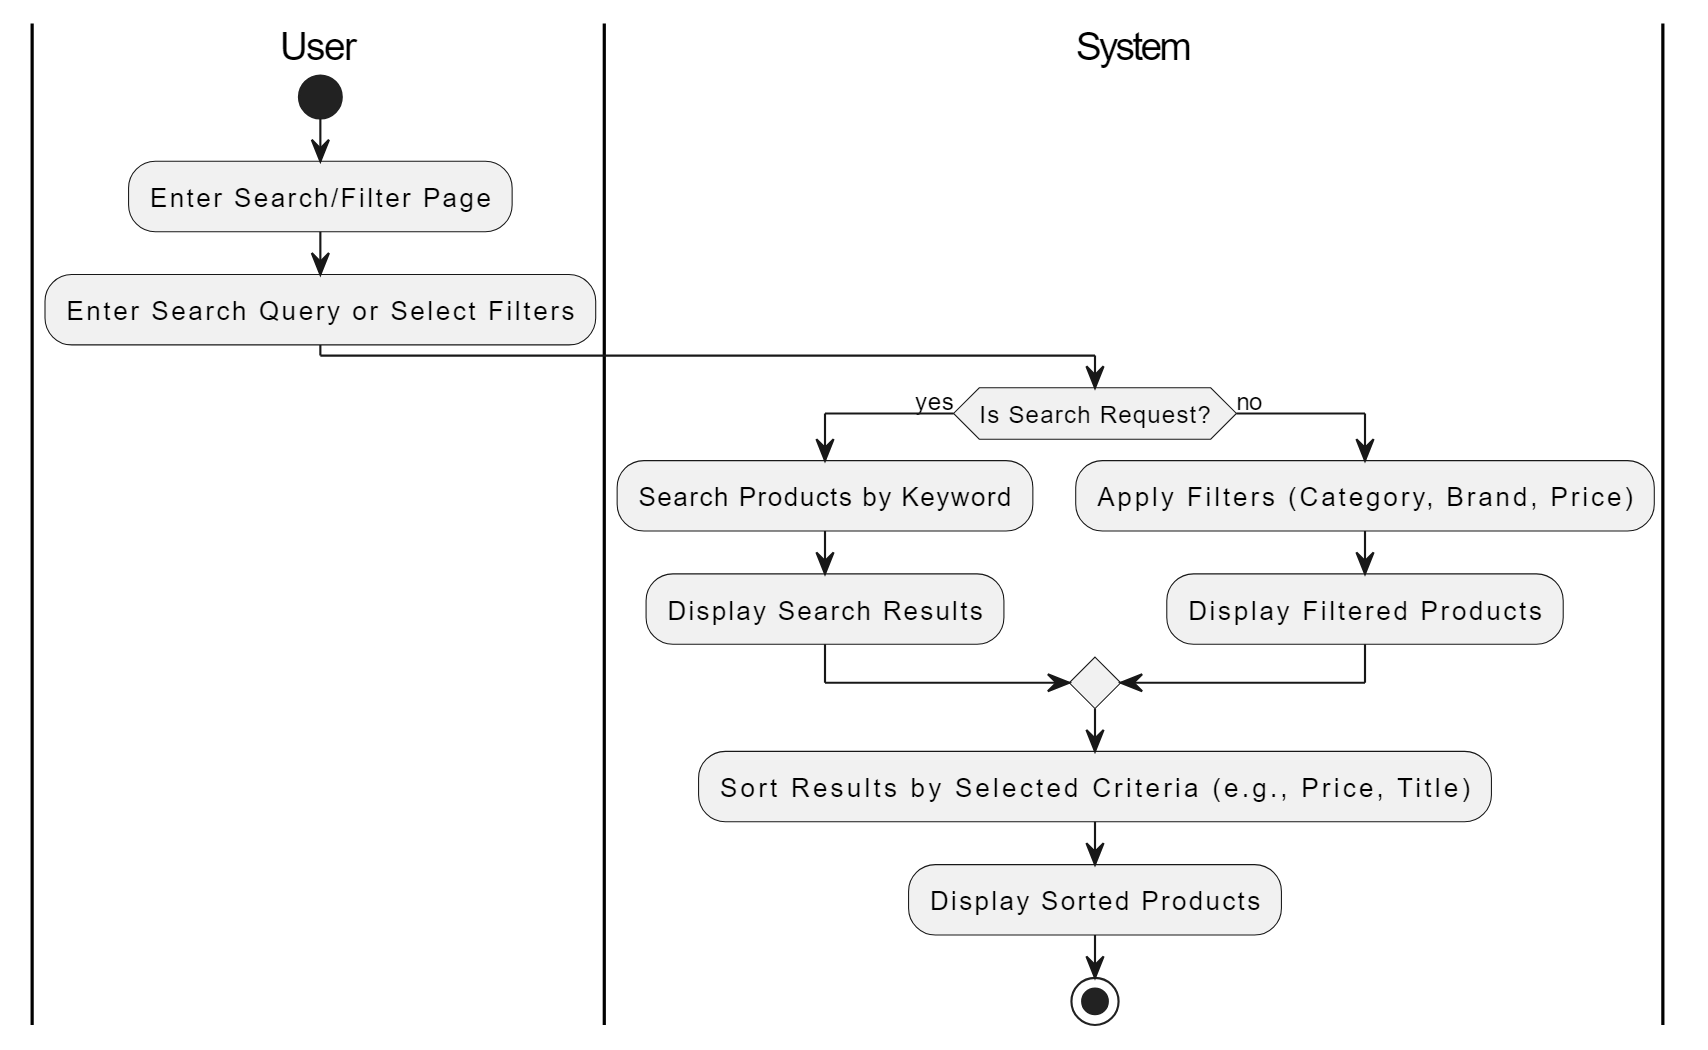 User
System
Enter Search/Filter Page
Enter Search Query or Select Filters
yes
Is Search Request?
no
Search Products by Keyword
Apply Filters (Category, Brand, Price)
Display Search Results
Display Filtered Products
Sort Results by Selected Criteria (e.g., Price, Title)
Display Sorted Products